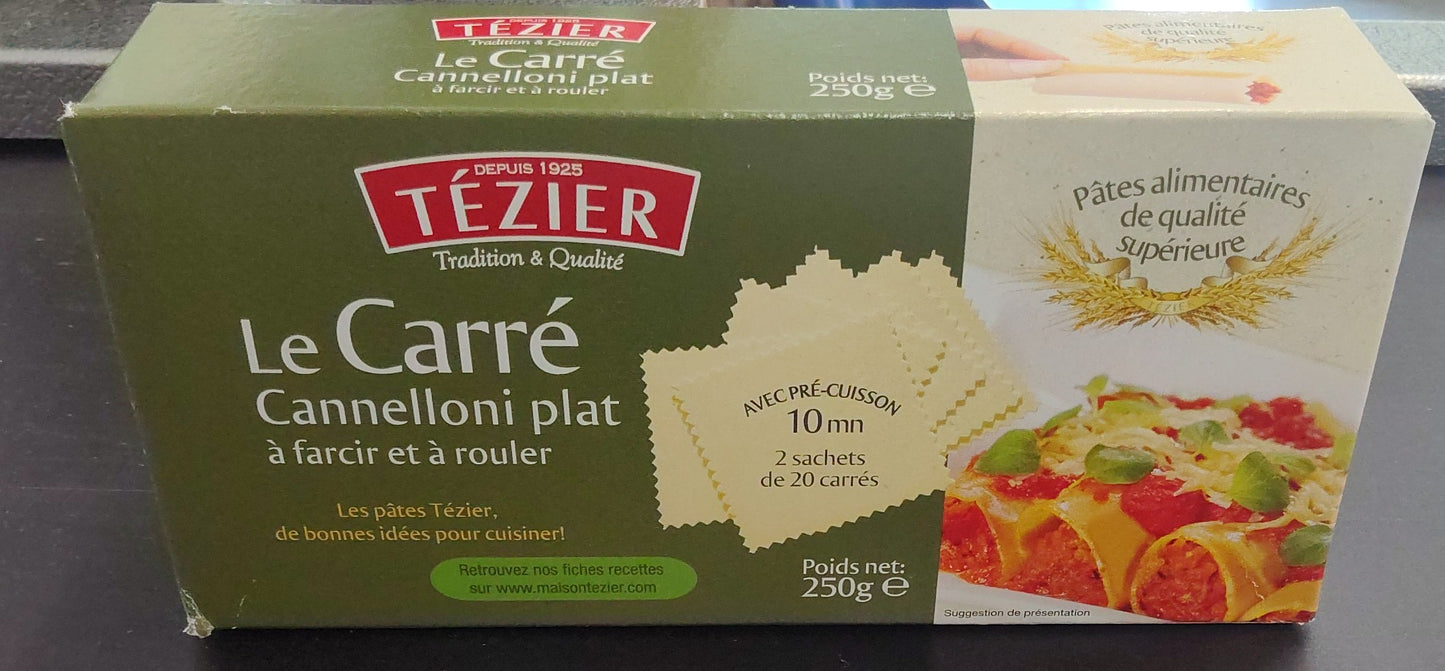 DEPUIS 1925
TÉZIER
Tradition & Qualité
Le Carré
Cannelloni plat
à farcir et à rouler
Poids net:
250g ℮
Pâtes alimentaires
de qualité
supérieure
DEPUIS 1925
TÉZIER
Tradition & Qualité
Le Carré
Cannelloni plat
à farcir et à rouler
Les pâtes Tézier,
de bonnes idées pour cuisiner!
Retrouvez nos fiches recettes
sur www.maisontezier.com
AVEC PRÉ-CUISSON
10 mn
2 sachets
de 20 carrés
Poids net:
250g ℮
Pâtes alimentaires
de qualité
supérieure
TÉZIER
Suggestion de présentation